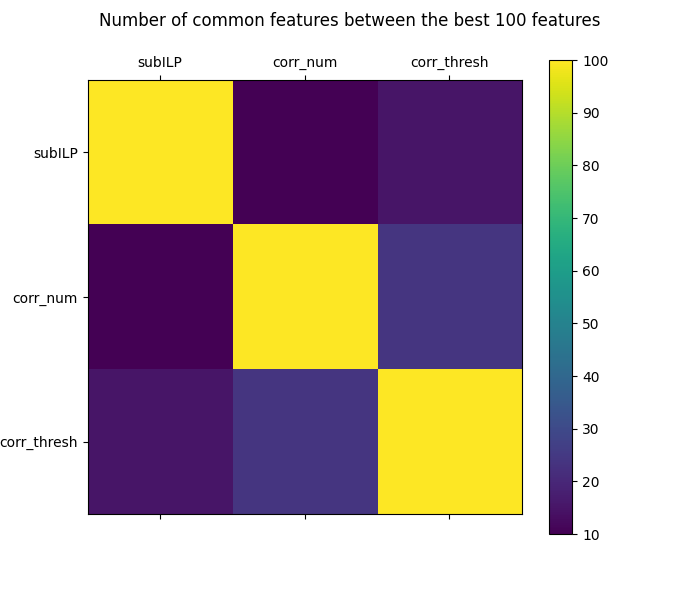 Number of common features between the best 100 features
subILP corr_num corr_thresh
subILP
corr_num
corr_thresh
100
90
80
70
60
50
40
30
20
10